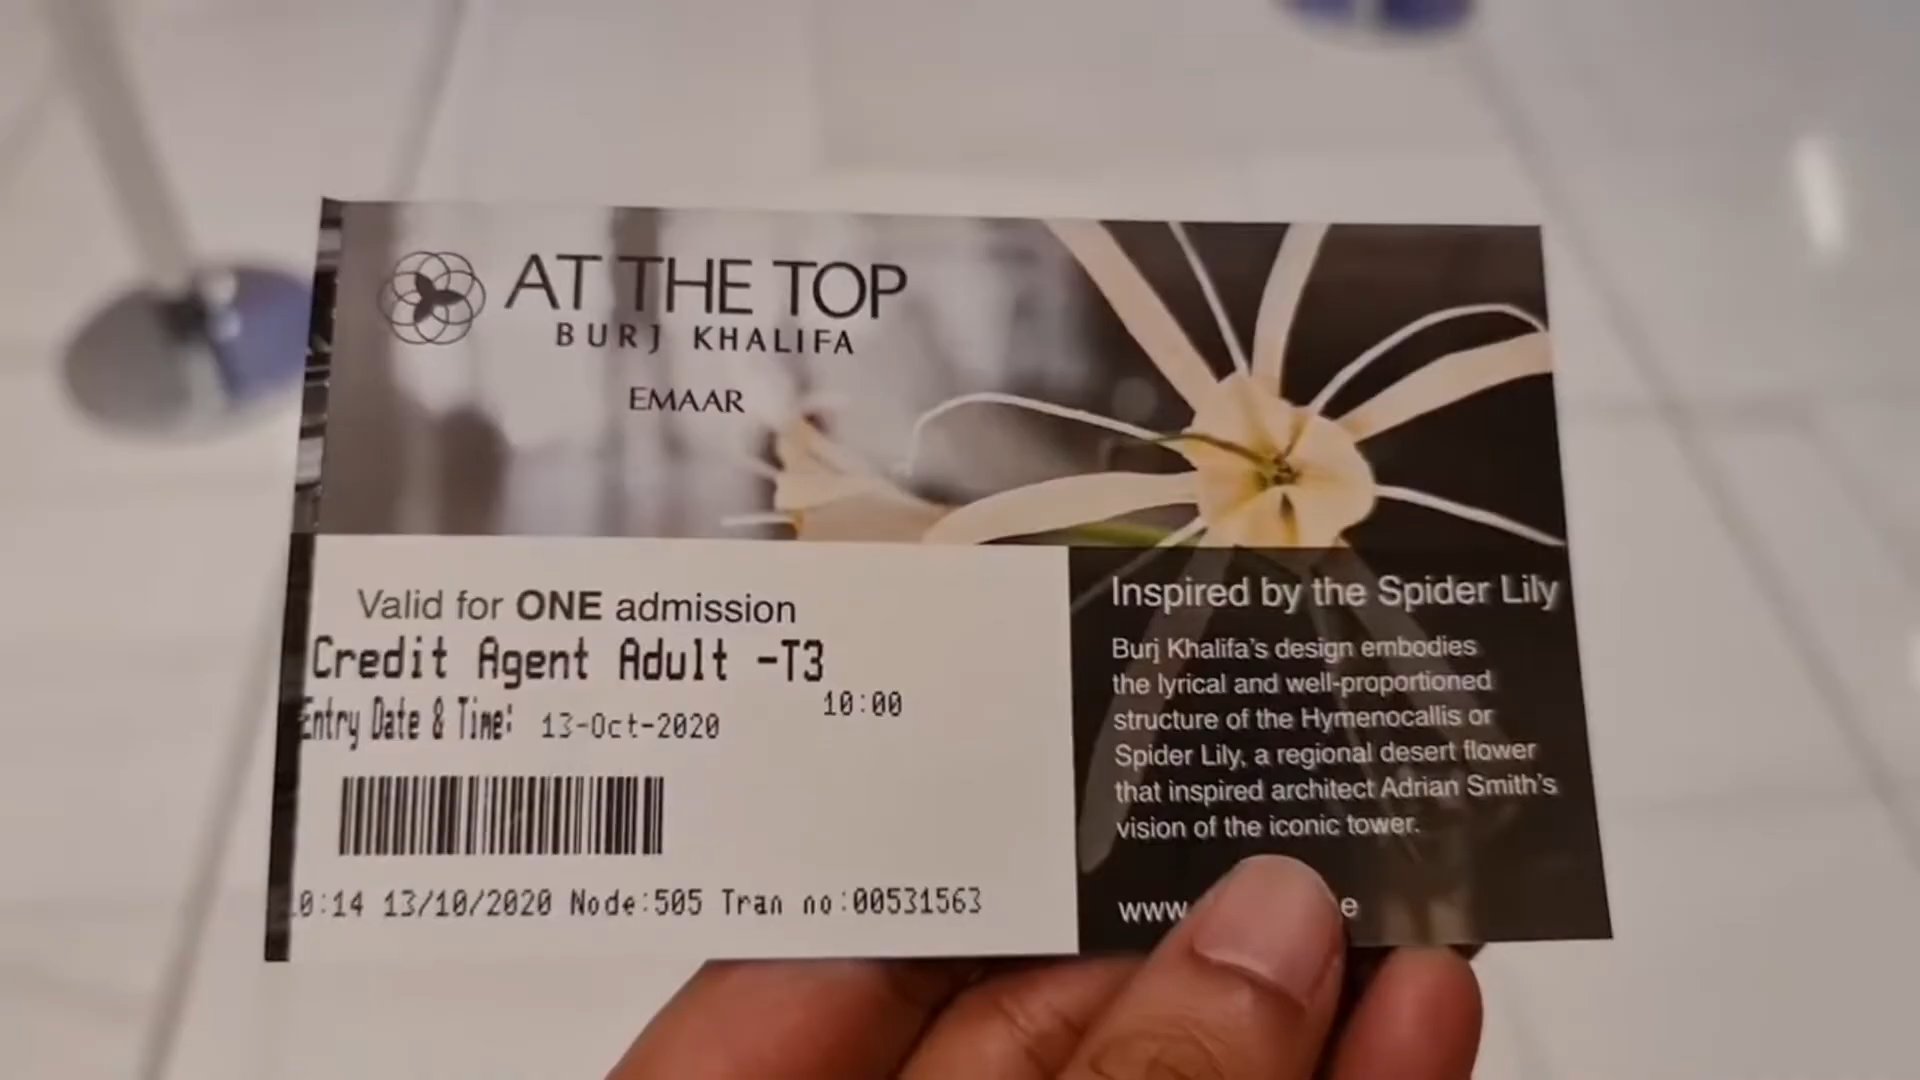 AT THE TOP
BURJ KHALIFA
EMAAR
Valid for ONE admission
Credit Agent Adult -T3
Entry Date & Time: 13-Oct-2020 10:00
0:14 13/10/2020 Node:505 Tran no:00531563
Inspired by the Spider Lily
Burj Khalifa's design embodies
the lyrical and well-proportioned
structure of the Hymenocallis or
Spider Lily, a regional desert flower
that inspired architect Adrian Smith's
vision of the iconic tower.
www